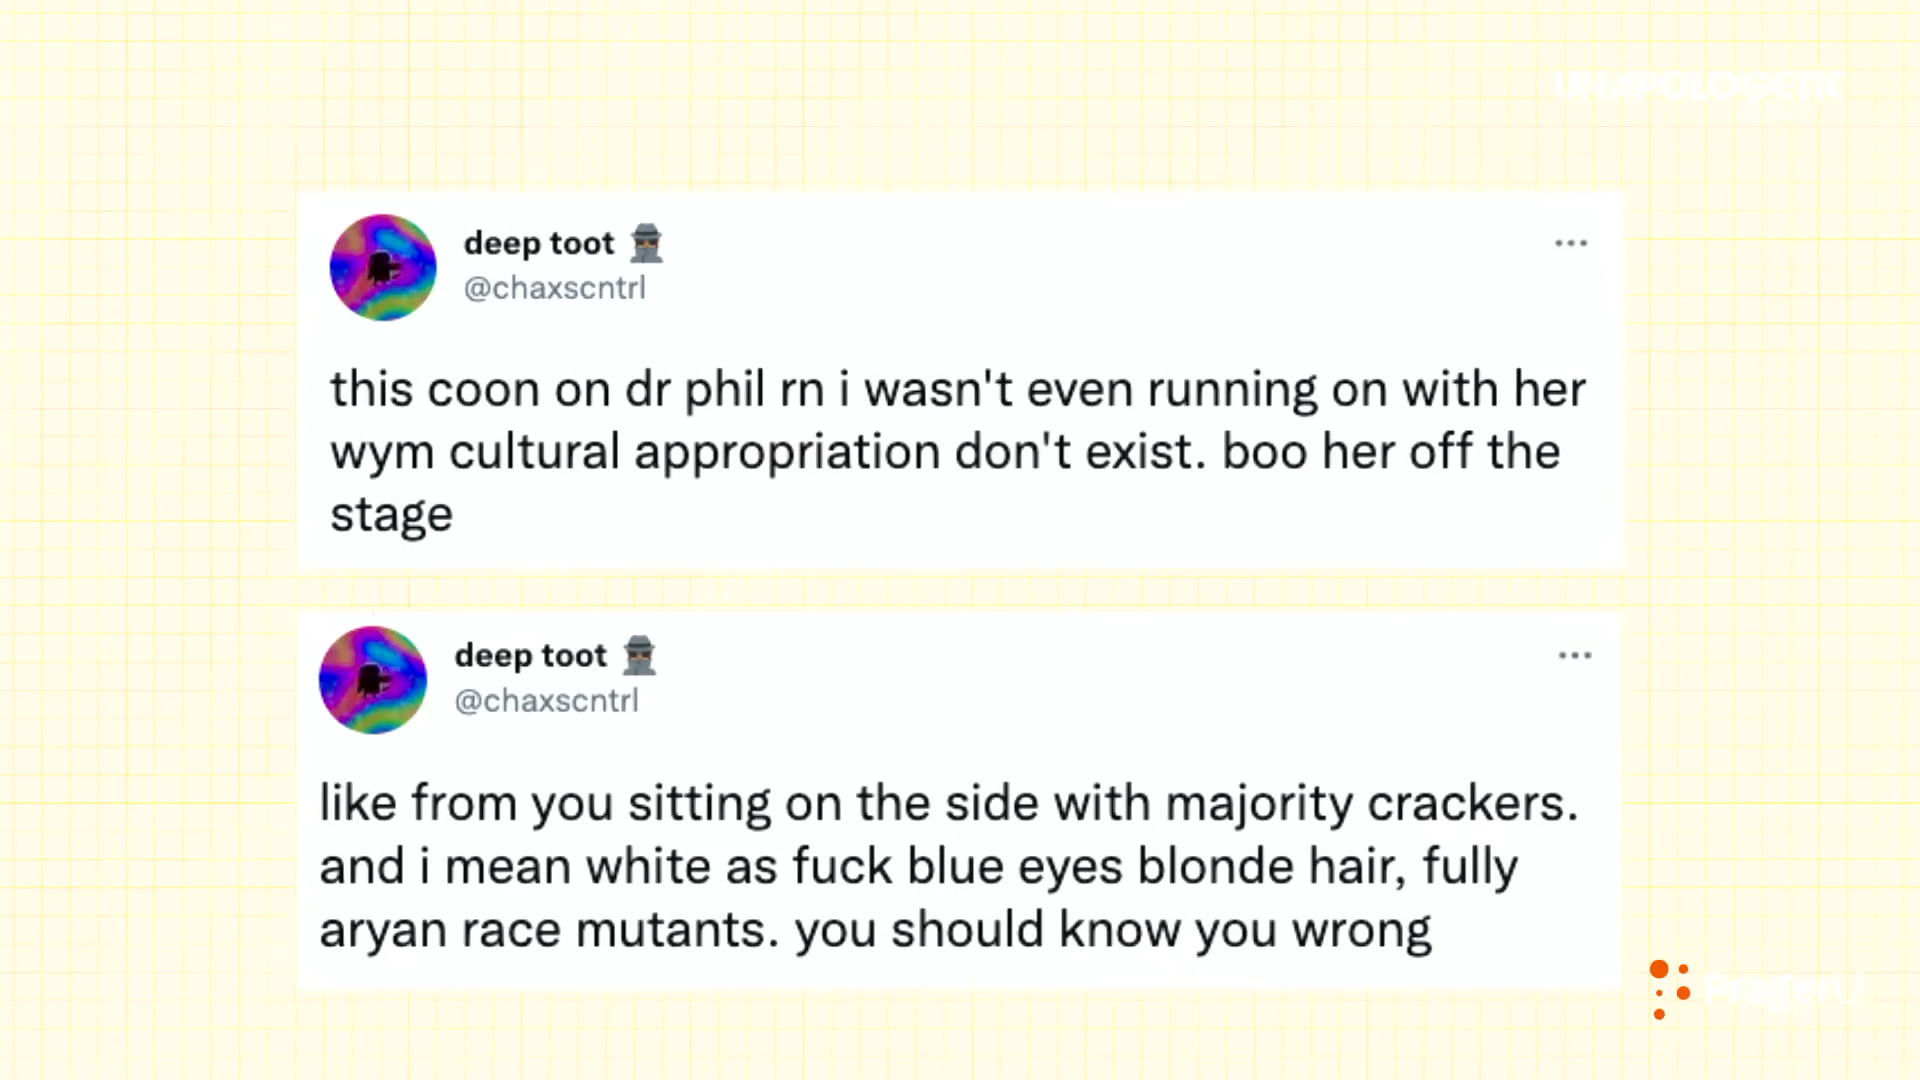 UNAPOLOGETIC
deep toot
@chaxscntrl
this coon on dr phil rn i wasn't even running on with her
wym cultural appropriation don't exist. boo her off the
stage
deep toot
@chaxscntrl
like from you sitting on the side with majority crackers.
and i mean white as fuck blue eyes blonde hair, fully
aryan race mutants. you should know you wrong
PragerU